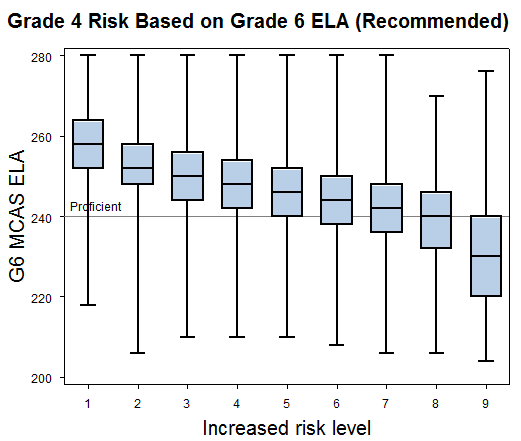 Grade 4 Risk Based on Grade 6 ELA (Recommended)
G6 MCAS ELA
280
260
240
220
200
Proficient
1 2 3 4 5 6 7 8 9
Increased risk level